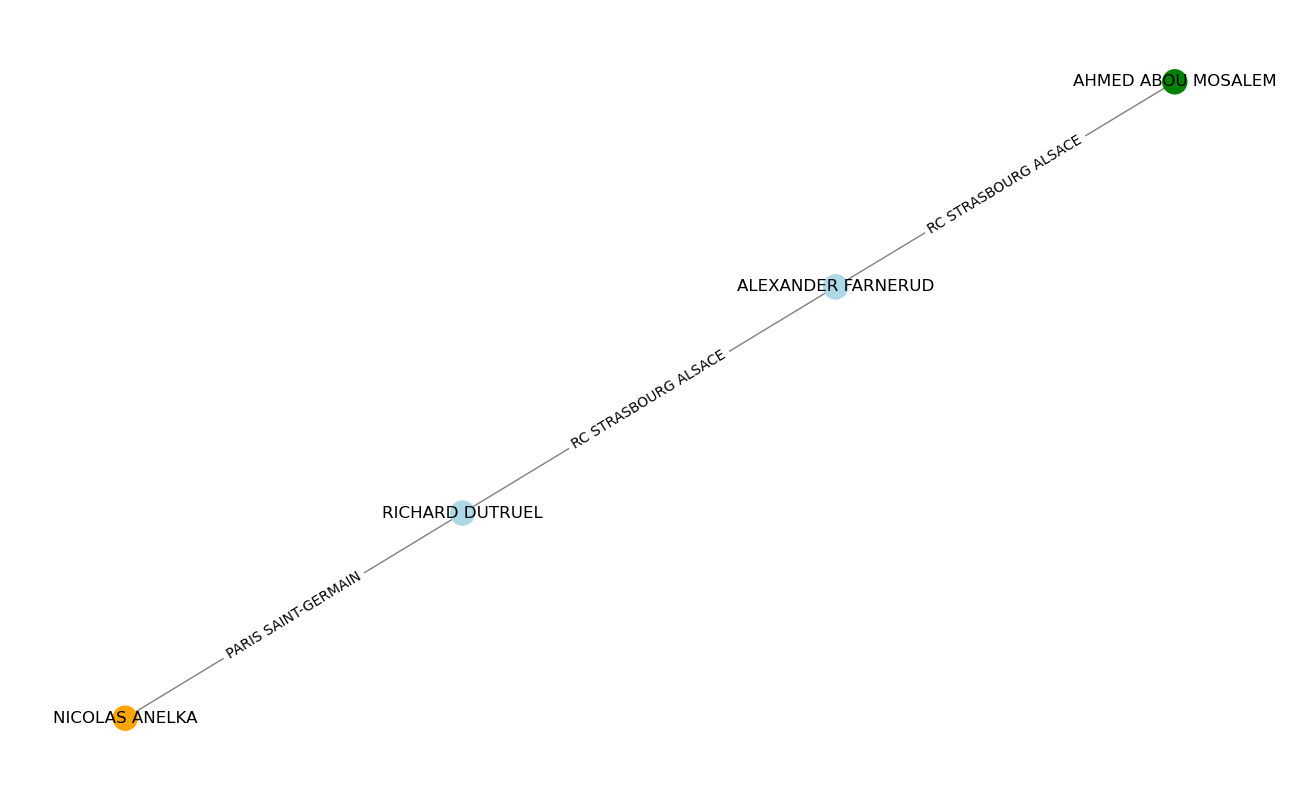 AHMED ABOU MOSALEM
RC STRASBOURG ALSACE
ALEXANDER FARNERUD
RC STRASBOURG ALSACE
RICHARD DUTRUEL
PARIS SAINT-GERMAIN
NICOLAS ANELKA